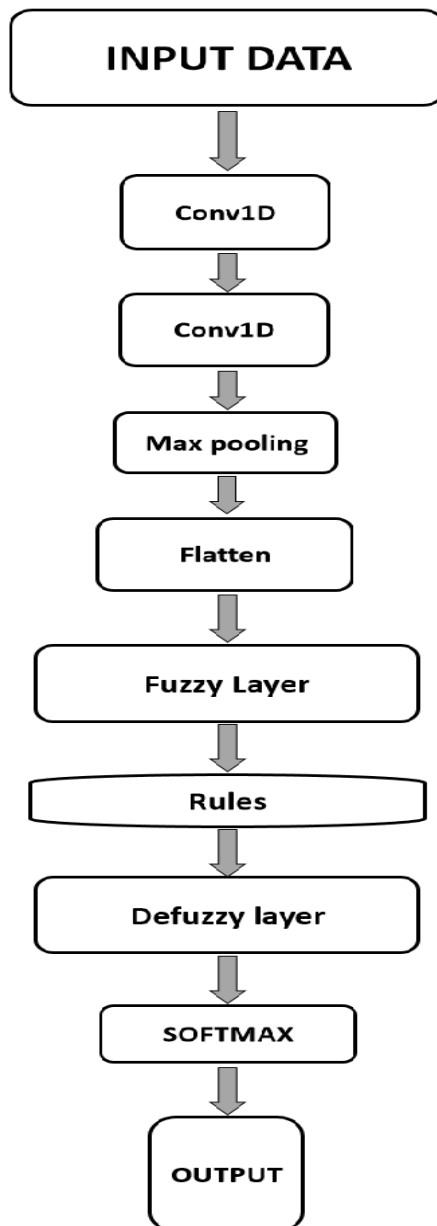 INPUT DATA
Conv1D
Conv1D
Max pooling
Flatten
Fuzzy Layer
Rules
Defuzzy layer
SOFTMAX
OUTPUT